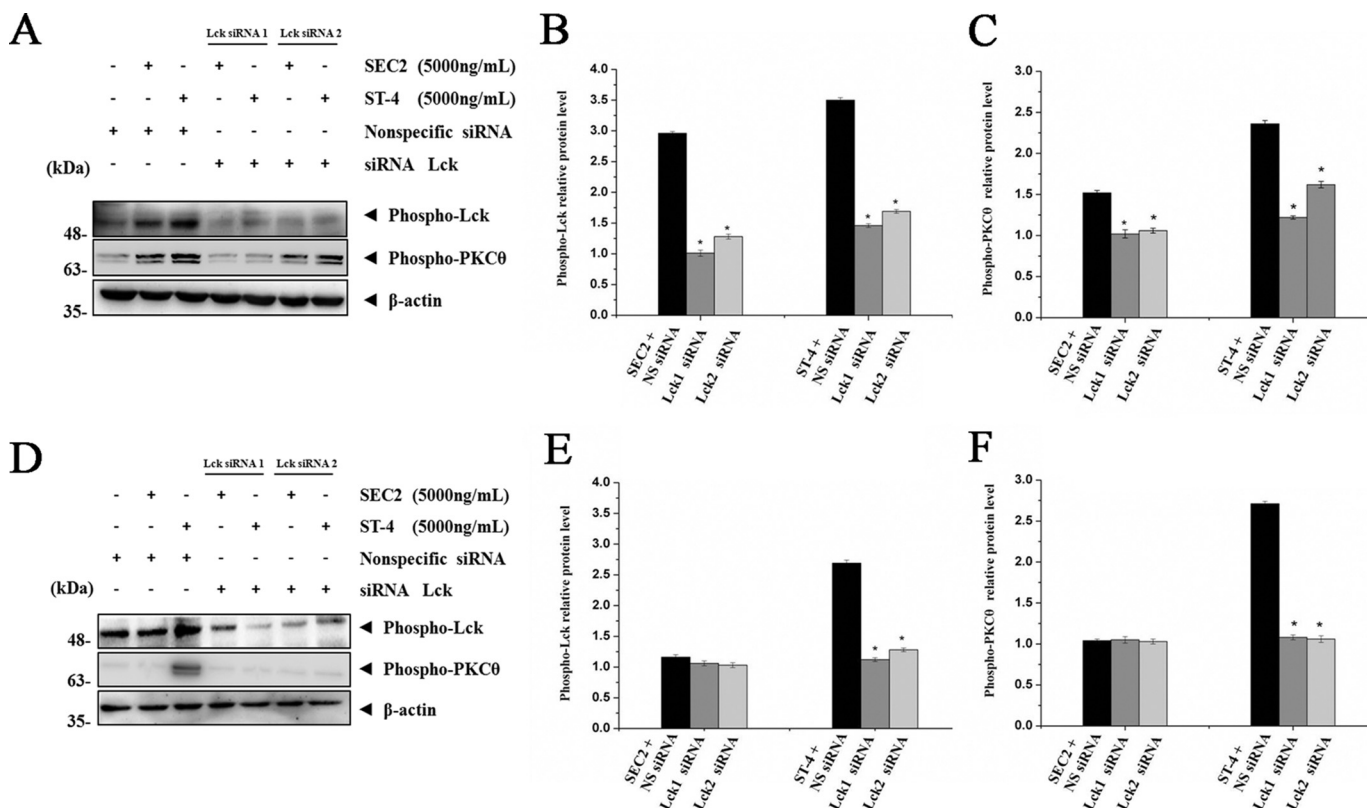 A
Lck siRNA 1 Lck siRNA 2
- + - + - + - SEC2 (5000ng/mL)
- - + - + - + ST-4 (5000ng/mL)
+ + + - - - - Nonspecific siRNA
(kDa) - - - + + + + siRNA Lck
◄ Phospho-Lck
48-
◄ Phospho-PKCθ
63-
◄ β-actin
35-
B
Phospho-Lck relative protein level
4.0
3.5
3.0
2.5
2.0
1.5
1.0
0.5
0.0
* *
* *
SEC2 +
NS siRNA
Lck1 siRNA
Lck2 siRNA
ST-4 +
NS siRNA
Lck1 siRNA
Lck2 siRNA
C
Phospho-PKCθ relative protein level
3.0
2.5
2.0
1.5
1.0
0.5
0.0
* *
* *
SEC2 +
NS siRNA
Lck1 siRNA
Lck2 siRNA
ST-4 +
NS siRNA
Lck1 siRNA
Lck2 siRNA
D
Lck siRNA 1 Lck siRNA 2
- + - + - + - SEC2 (5000ng/mL)
- - + - + - + ST-4 (5000ng/mL)
+ + + - - - - Nonspecific siRNA
(kDa) - - - + + + + siRNA Lck
◄ Phospho-Lck
48-
◄ Phospho-PKCθ
63-
◄ β-actin
35-
E
Phospho-Lck relative protein level
4.0
3.5
3.0
2.5
2.0
1.5
1.0
0.5
0.0
* *
SEC2 +
NS siRNA
Lck1 siRNA
Lck2 siRNA
ST-4 +
NS siRNA
Lck1 siRNA
Lck2 siRNA
F
Phospho-PKCθ relative protein level
3.0
2.5
2.0
1.5
1.0
0.5
0.0
* *
SEC2 +
NS siRNA
Lck1 siRNA
Lck2 siRNA
ST-4 +
NS siRNA
Lck1 siRNA
Lck2 siRNA